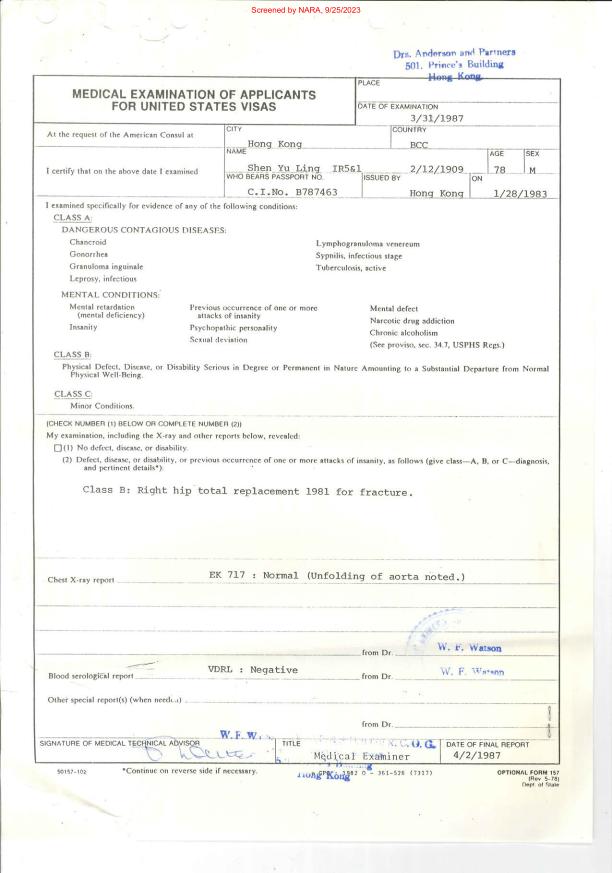 Screened by NARA, 9/25/2023
Drs. Anderson and Partners
501, Prince's Building
Hong Kong
MEDICAL EXAMINATION OF APPLICANTS
FOR UNITED STATES VISAS
PLACE
DATE OF EXAMINATION
3/31/1987
At the request of the American Consul at
CITY
Hong Kong
COUNTRY
BCC
I certify that on the above date I examined
NAME
Shen Yu Ling IR5&1
2/12/1909
AGE
78
SEX
M
WHO BEARS PASSPORT NO.
C.I.No. B787463
ISSUED BY
Hong Kong
ON
1/28/1983
I examined specifically for evidence of any of the following conditions:
CLASS A:
DANGEROUS CONTAGIOUS DISEASES:
Chancroid
Gonorrhea
Granuloma inguinale
Leprosy, infectious
Lymphogranuloma venereum
Syphilis, infectious stage
Tuberculosis, active
MENTAL CONDITIONS:
Mental retardation
(mental deficiency)
Insanity
Previous occurrence of one or more
attacks of insanity
Psychopathic personality
Sexual deviation
Mental defect
Narcotic drug addiction
Chronic alcoholism
(See proviso, sec. 34.7, USPHS Regs.)
CLASS B:
Physical Defect, Disease, or Disability Serious in Degree or Permanent in Nature Amounting to a Substantial Departure from Normal
Physical Well-Being.
CLASS C:
Minor Conditions.
(CHECK NUMBER (1) BELOW OR COMPLETE NUMBER (2))
My examination, including the X-ray and other reports below, revealed:
(1) No defect, disease, or disability.
(2) Defect, disease, or disability, or previous occurrence of one or more attacks of insanity, as follows (give class—A, B, or C—diagnosis,
and pertinent details*):
Class B: Right hip total replacement 1981 for fracture.
Chest X-ray report
EK 717 : Normal (Unfolding of aorta noted.)
from Dr. W. F. Watson
Blood serological report
VDRL : Negative
from Dr. W. F. Watson
Other special report(s) (when needed)
from Dr.
W. F. W.
SIGNATURE OF MEDICAL TECHNICAL ADVISOR
TITLE
Medical Examiner
DATE OF FINAL REPORT
4/2/1987
Hong Kong
50157-102
*Continue on reverse side if necessary.
1982 O - 361-526 (7317)
OPTIONAL FORM 157
(Rev 5-78)
Dept. of State